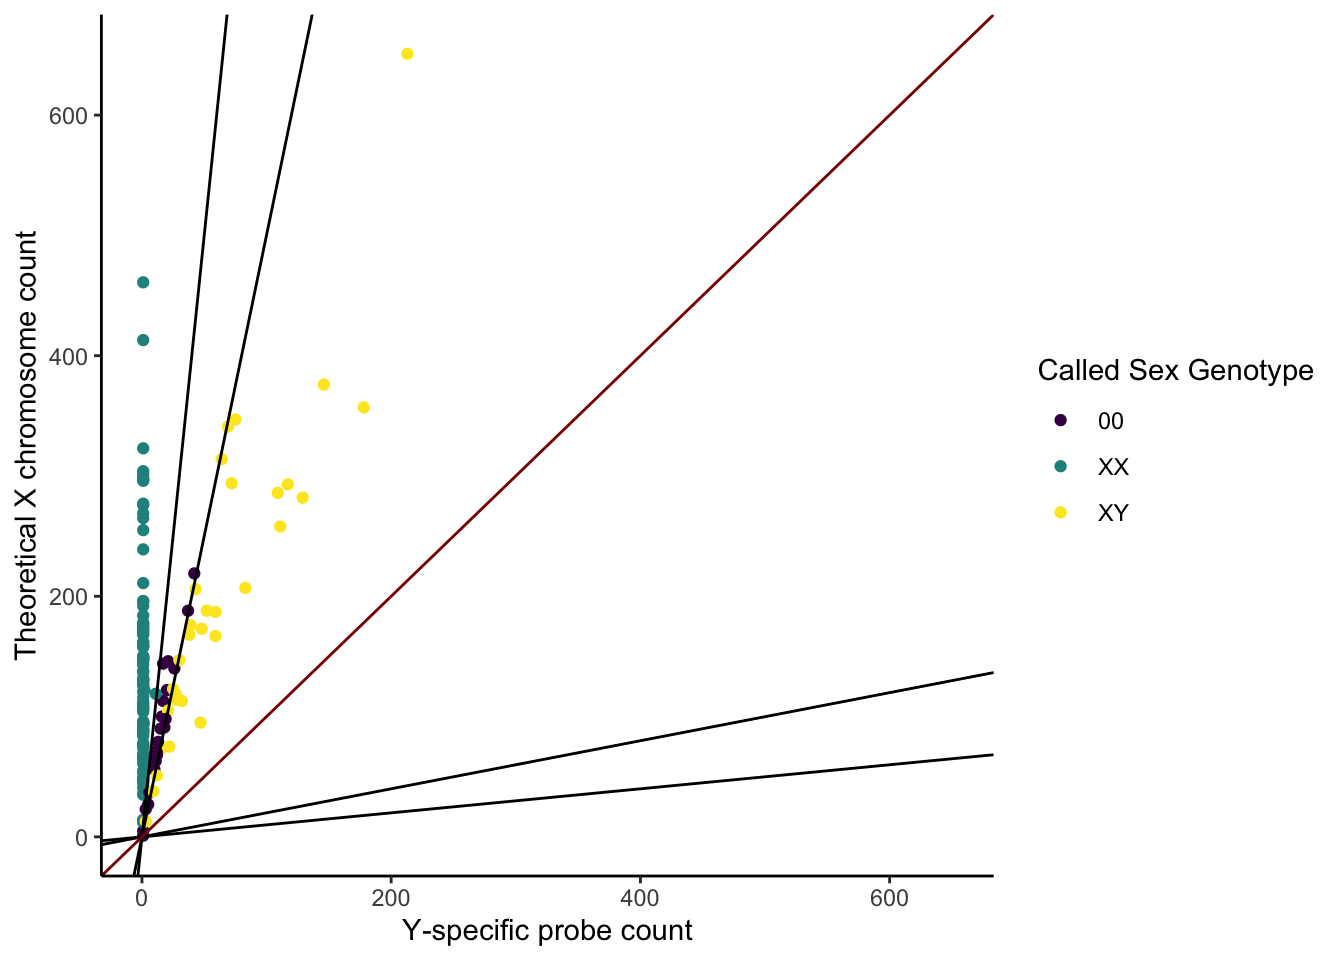 Theoretical X chromosome count
600
400
200
0
0
200
400
600
Y-specific probe count
Called Sex Genotype
00
XX
XY